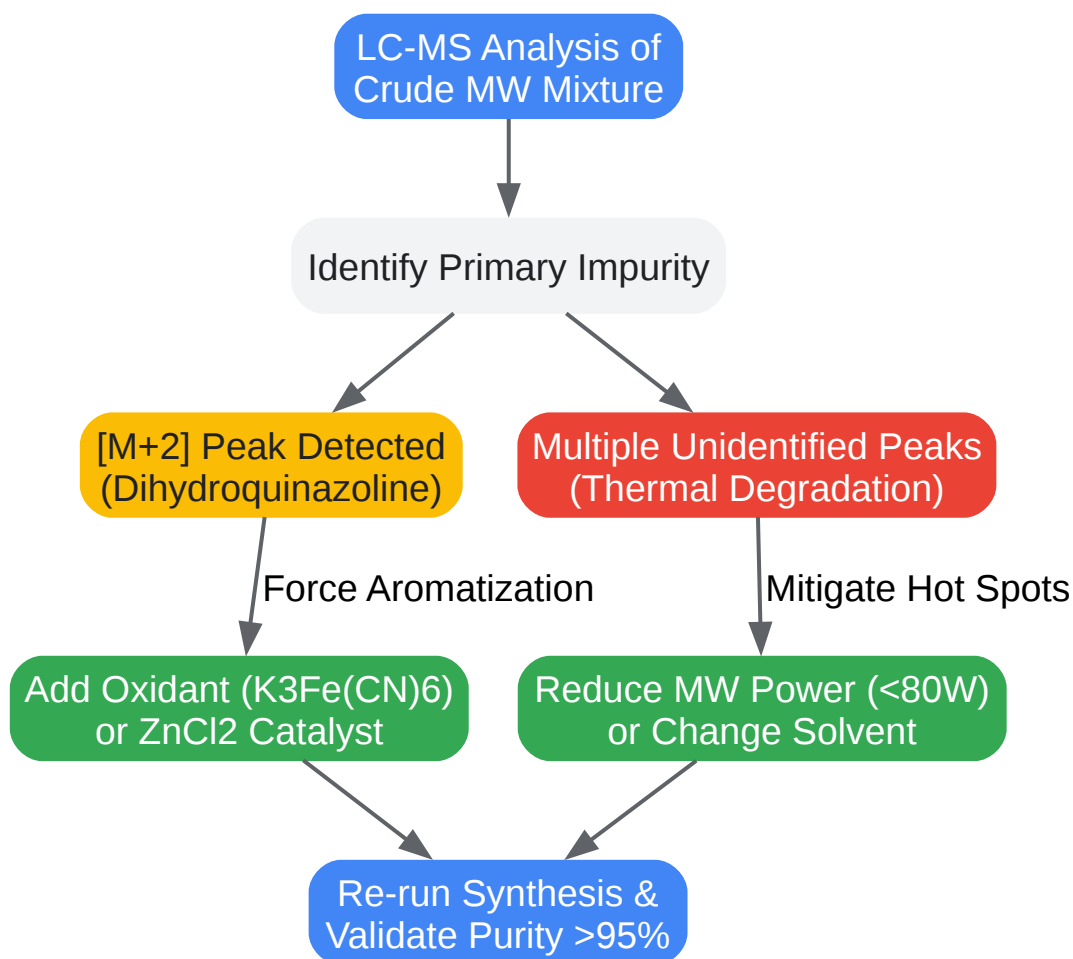 LC-MS Analysis of
Crude MW Mixture
Identify Primary Impurity
[M+2] Peak Detected
(Dihydroquinazoline)
Multiple Unidentified Peaks
(Thermal Degradation)
Force Aromatization
Mitigate Hot Spots
Add Oxidant (K3Fe(CN)6)
or ZnCl2 Catalyst
Reduce MW Power (<80W)
or Change Solvent
Re-run Synthesis &
Validate Purity >95%